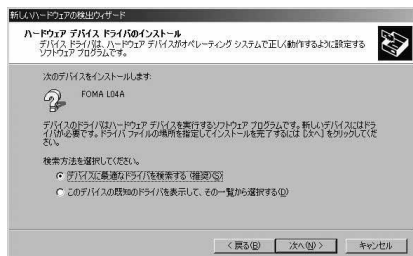 新しいハードウェアの検出ウィザード
ハードウェア デバイス ドライバのインストール
デバイス ドライバは、ハードウェア デバイスがオペレーティング システムで正しく動作するように設定する
ソフトウェア プログラムです。
次のデバイスをインストールします:
FOMA L04A
デバイスのドライバはハードウェア デバイスを実行するソフトウェア プログラムです。新しいデバイスにはドラ
イバが必要です。ドライバ ファイルの場所を指定してインストールを完了するには [次へ] をクリックしてくだ
さい。
検索方法を選択してください。
デバイスに最適なドライバを検索する (推奨)(S)
このデバイスの既知のドライバを表示して、その一覧から選択する(D)
< 戻る(B)
次へ(N) >
キャンセル